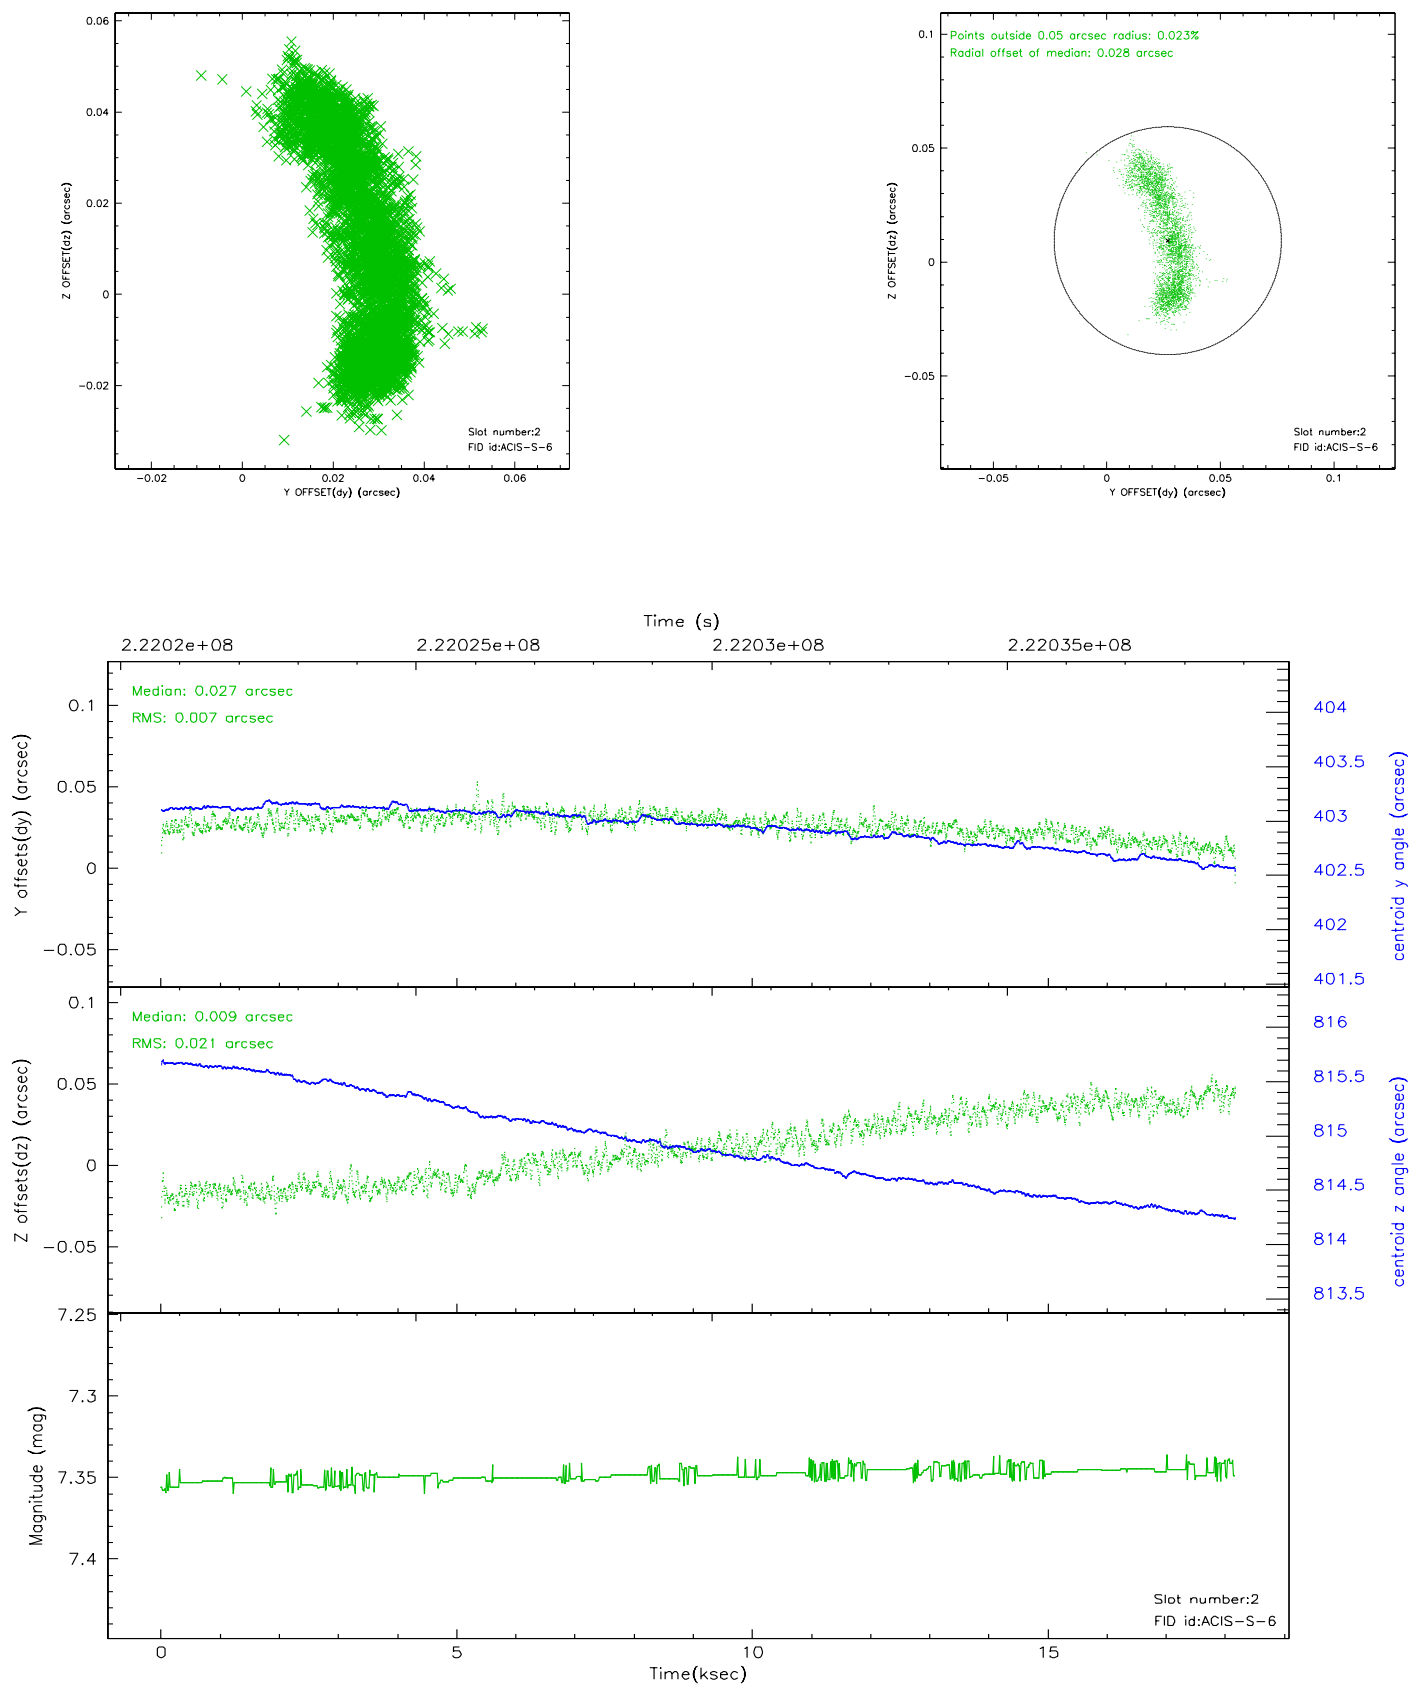 0.06
0.04
0.02
0
−0.02
Z OFFSET(dz) (arcsec)
Slot number:2
FID id:ACIS−S−6
−0.02 0 0.02 0.04 0.06
Y OFFSET(dy) (arcsec)
Points outside 0.05 arcsec radius: 0.023%
Radial offset of median: 0.028 arcsec
0.1
0.05
0
−0.05
Z OFFSET(dz) (arcsec)
Slot number:2
FID id:ACIS−S−6
−0.05 0 0.05 0.1
Y OFFSET(dy) (arcsec)
Time (s)
2.2202e+08 2.22025e+08 2.2203e+08 2.22035e+08
Median: 0.027 arcsec
RMS: 0.007 arcsec
0.1
0.05
0
−0.05
Y offsets(dy) (arcsec)
404
403.5
403
402.5
402
401.5
centroid y angle (arcsec)
Median: 0.009 arcsec
RMS: 0.021 arcsec
0.1
0.05
0
−0.05
Z offsets(dz) (arcsec)
816
815.5
815
814.5
814
813.5
centroid z angle (arcsec)
7.25
7.3
7.35
7.4
Magnitude (mag)
Slot number:2
FID id:ACIS−S−6
0 5 10 15
Time(ksec)